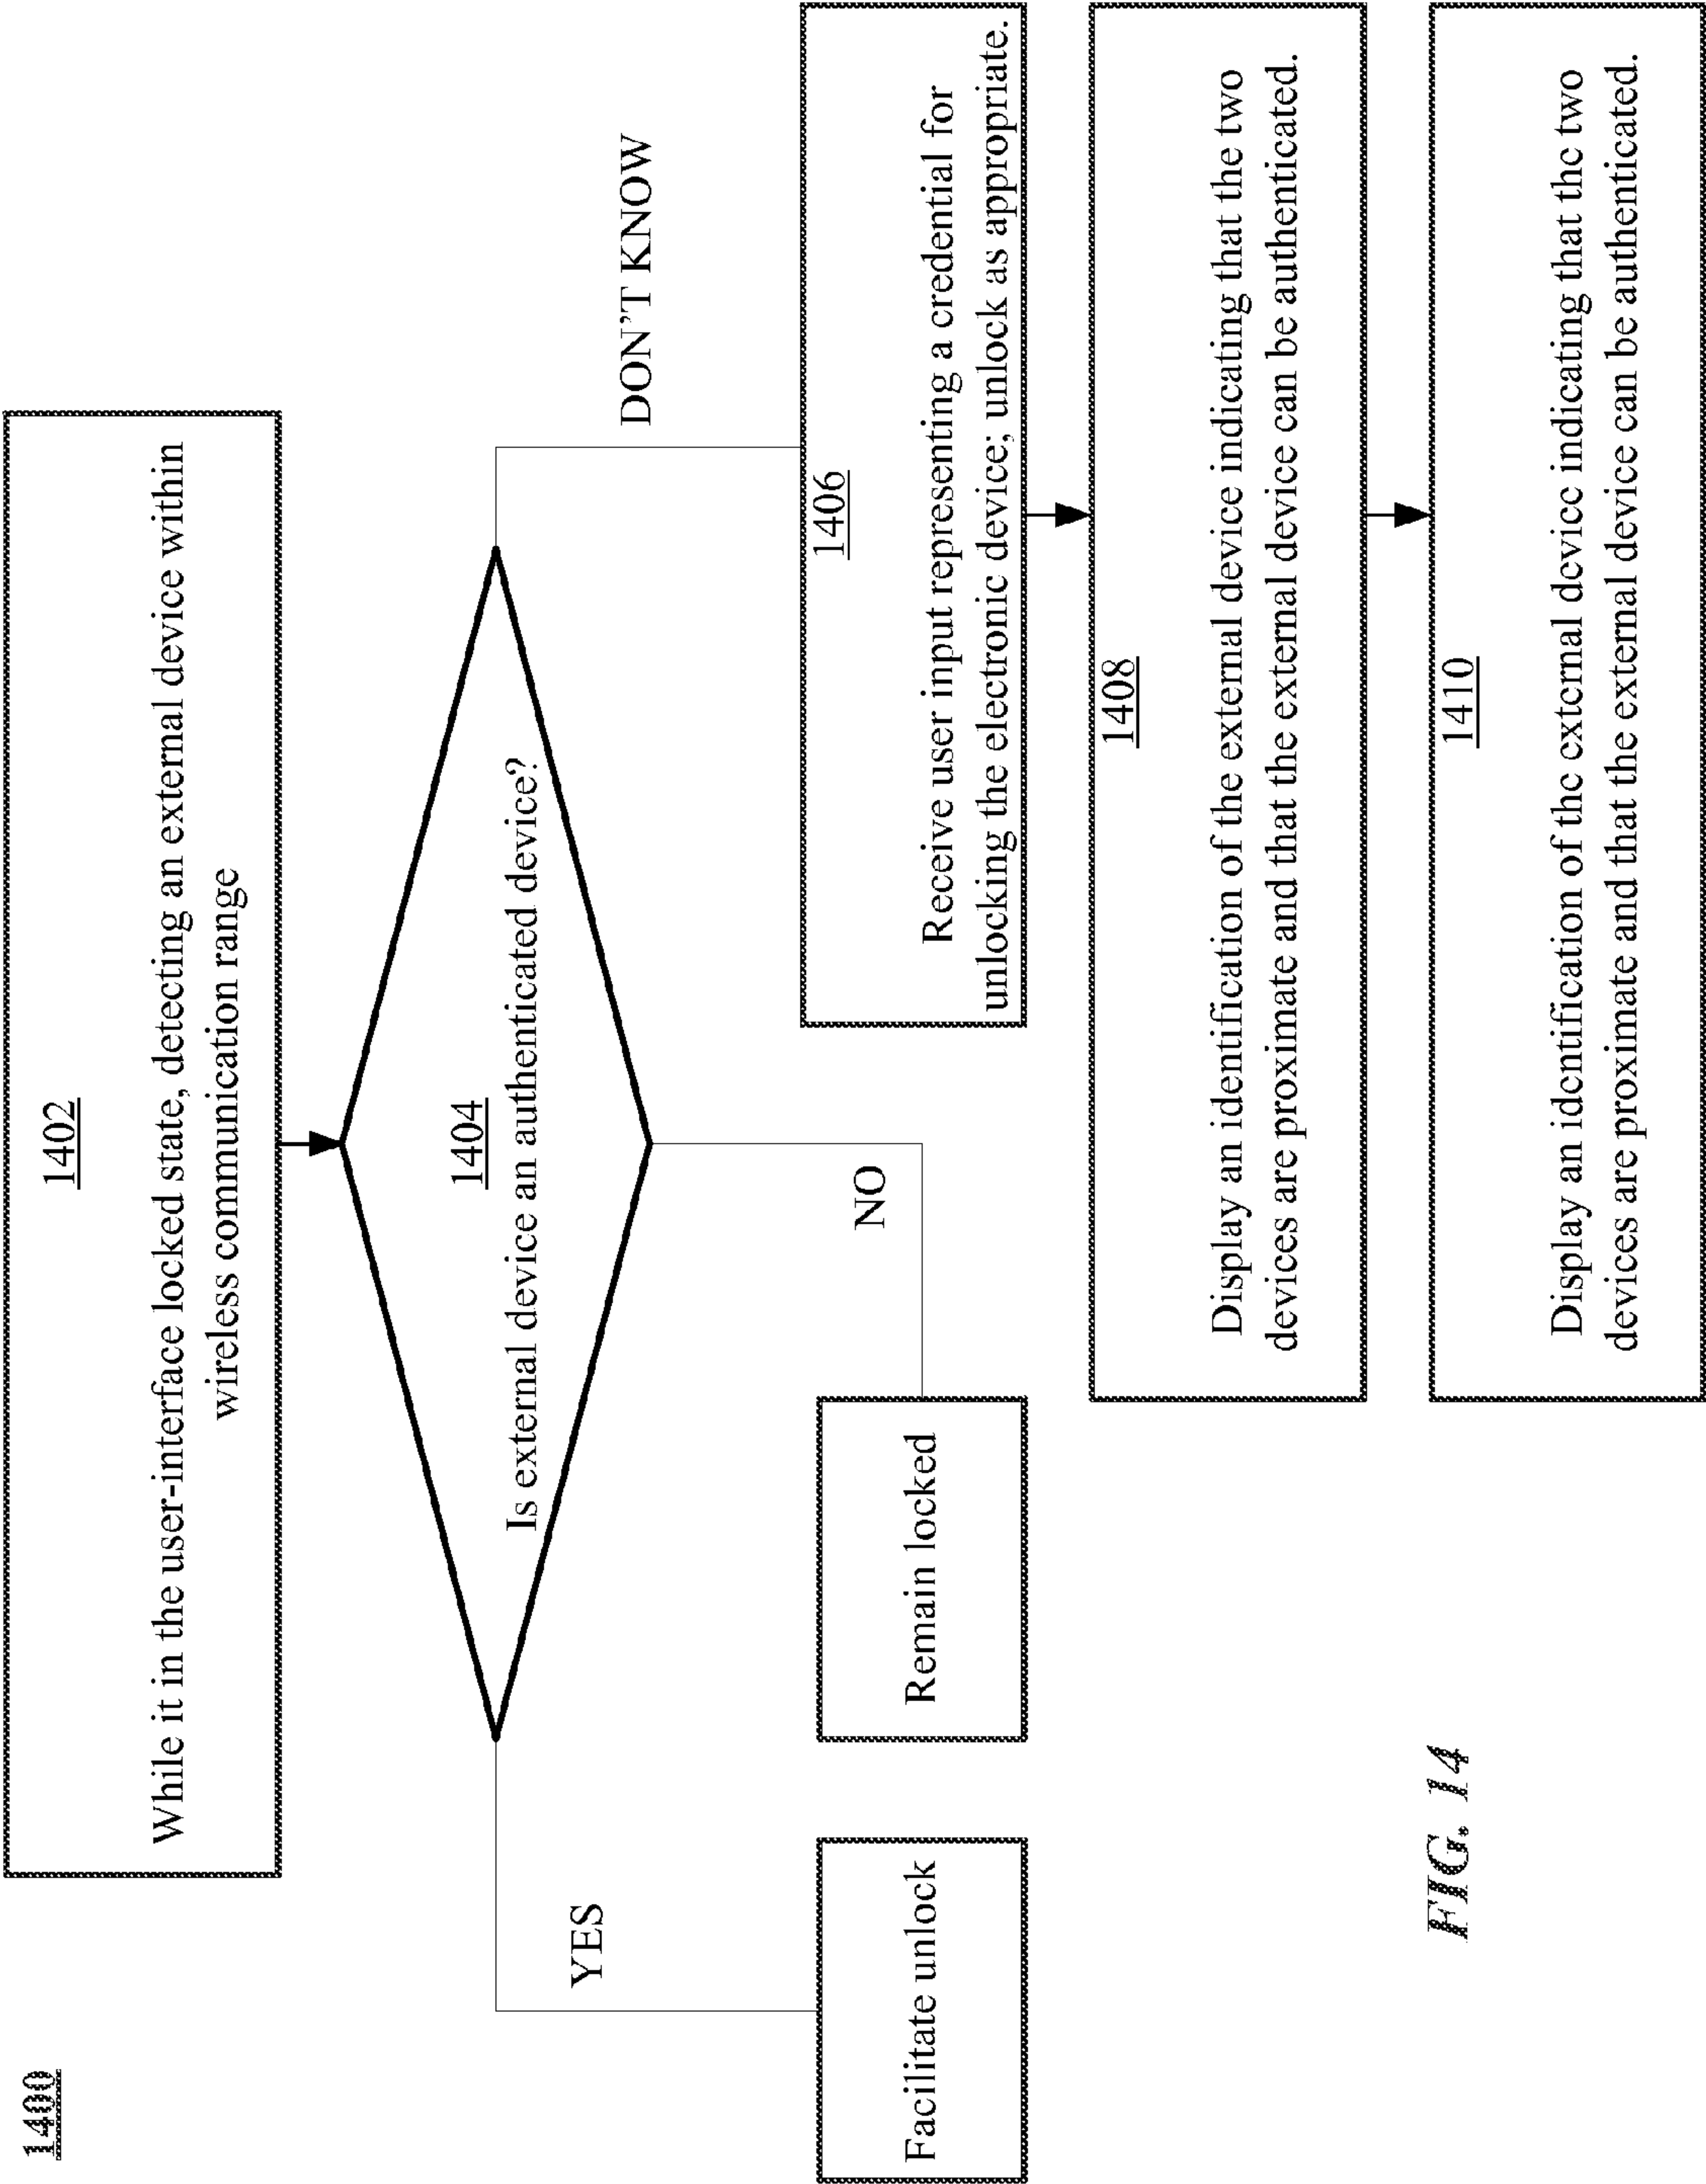 1400
1402
While it in the user-interface locked state, detecting an external device within
wireless communication range
1404
Is external device an authenticated device?
YES
NO
DON'T KNOW
Facilitate unlock
Remain locked
1406
Receive user input representing a credential for
unlocking the electronic device; unlock as appropriate.
1408
Display an identification of the external device indicating that the two
devices are proximate and that the external device can be authenticated.
1410
Display an identification of the external device indicating that the two
devices are proximate and that the external device can be authenticated.
FIG. 14